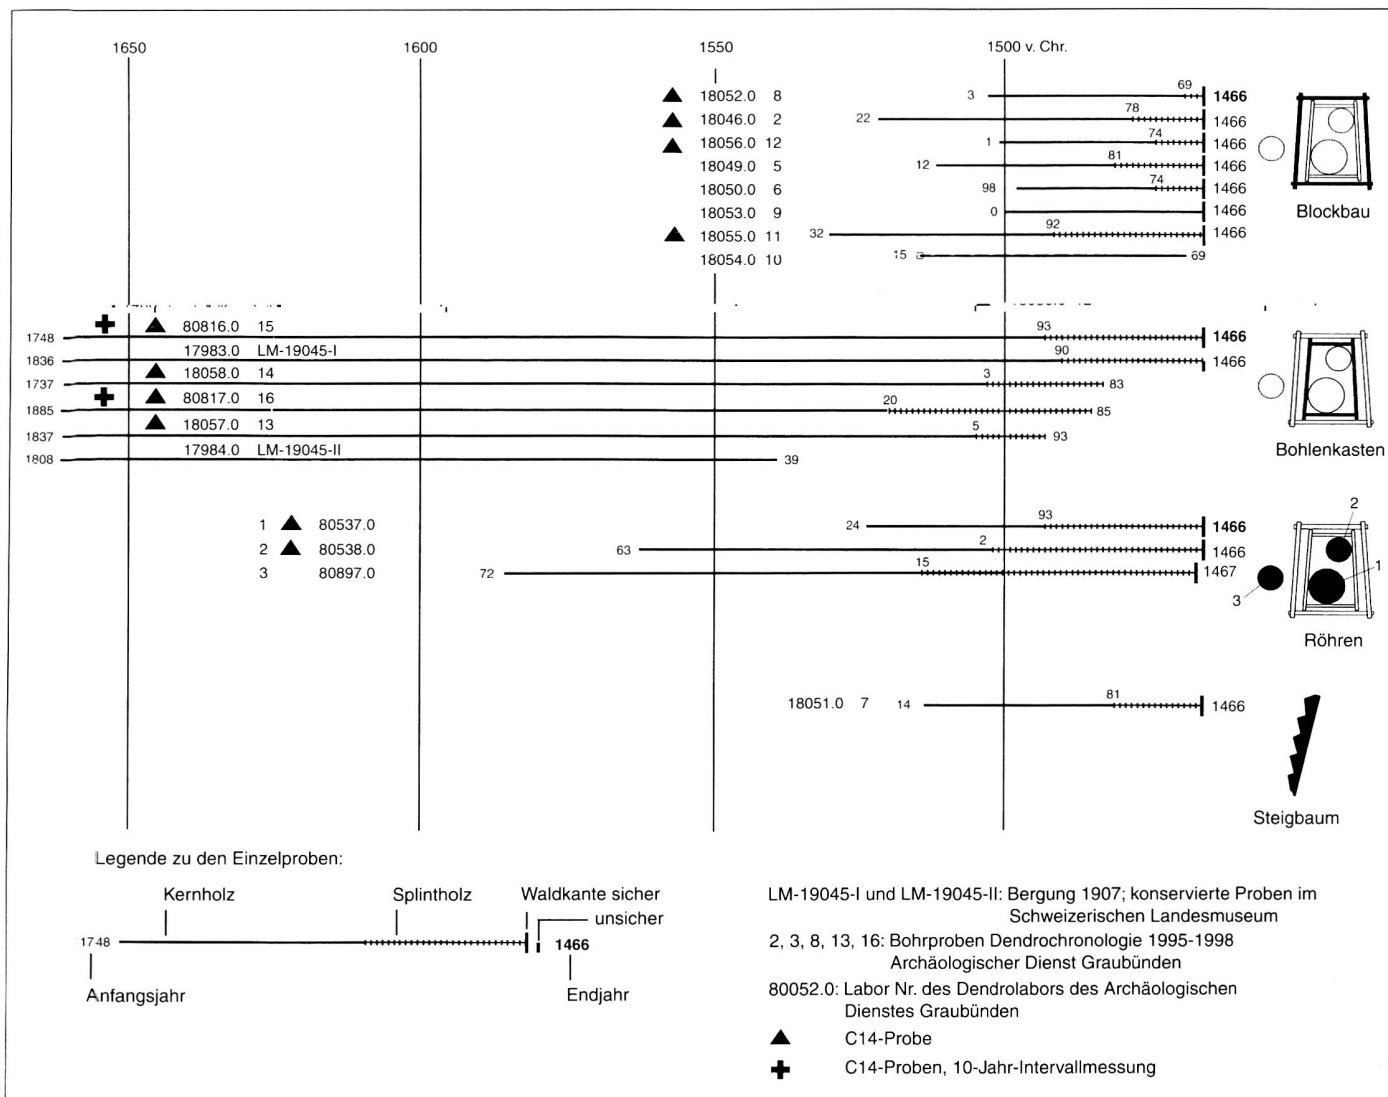 1650 1600 1550 1500 v. Chr.
18052.0 8 3 69 1466
18046.0 2 22 78 1466
18056.0 12 1 74 1466
18049.0 5 12 81 1466
18050.0 6 98 74 1466
18053.0 9 0 1466
18055.0 11 32 92 1466
18054.0 10 15 69
Blockbau
80816.0 15
1748 93 1466
17983.0 LM-19045-I
1836 90 1466
18058.0 14
1737 3 83
80817.0 16
1885 20 85
18057.0 13
1837 5 93
17984.0 LM-19045-II
1808 39
Bohlenkasten
1 80537.0 24 93 1466
2 80538.0 63 2 1466
3 80897.0 72 15 1467
2
1
3
Röhren
18051.0 7 14 81 1466
Steigbaum
Legende zu den Einzelproben:
Kernholz Splintholz Waldkante sicher
unsicher
1748 1466
Anfangsjahr Endjahr
LM-19045-I und LM-19045-II: Bergung 1907; konservierte Proben im
Schweizerischen Landesmuseum
2, 3, 8, 13, 16: Bohrproben Dendrochronologie 1995-1998
Archäologischer Dienst Graubünden
80052.0: Labor Nr. des Dendrolabors des Archäologischen
Dienstes Graubünden
C14-Probe
C14-Proben, 10-Jahr-Intervallmessung